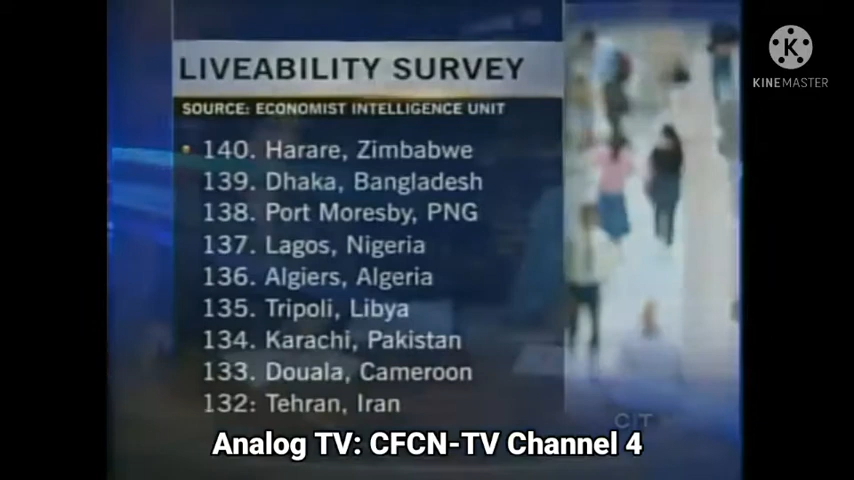 LIVEABILITY SURVEY
SOURCE: ECONOMIST INTELLIGENCE UNIT
140. Harare, Zimbabwe
139. Dhaka, Bangladesh
138. Port Moresby, PNG
137. Lagos, Nigeria
136. Algiers, Algeria
135. Tripoli, Libya
134. Karachi, Pakistan
133. Douala, Cameroon
132: Tehran, Iran
Analog TV: CFCN-TV Channel 4
K
KINEMASTER